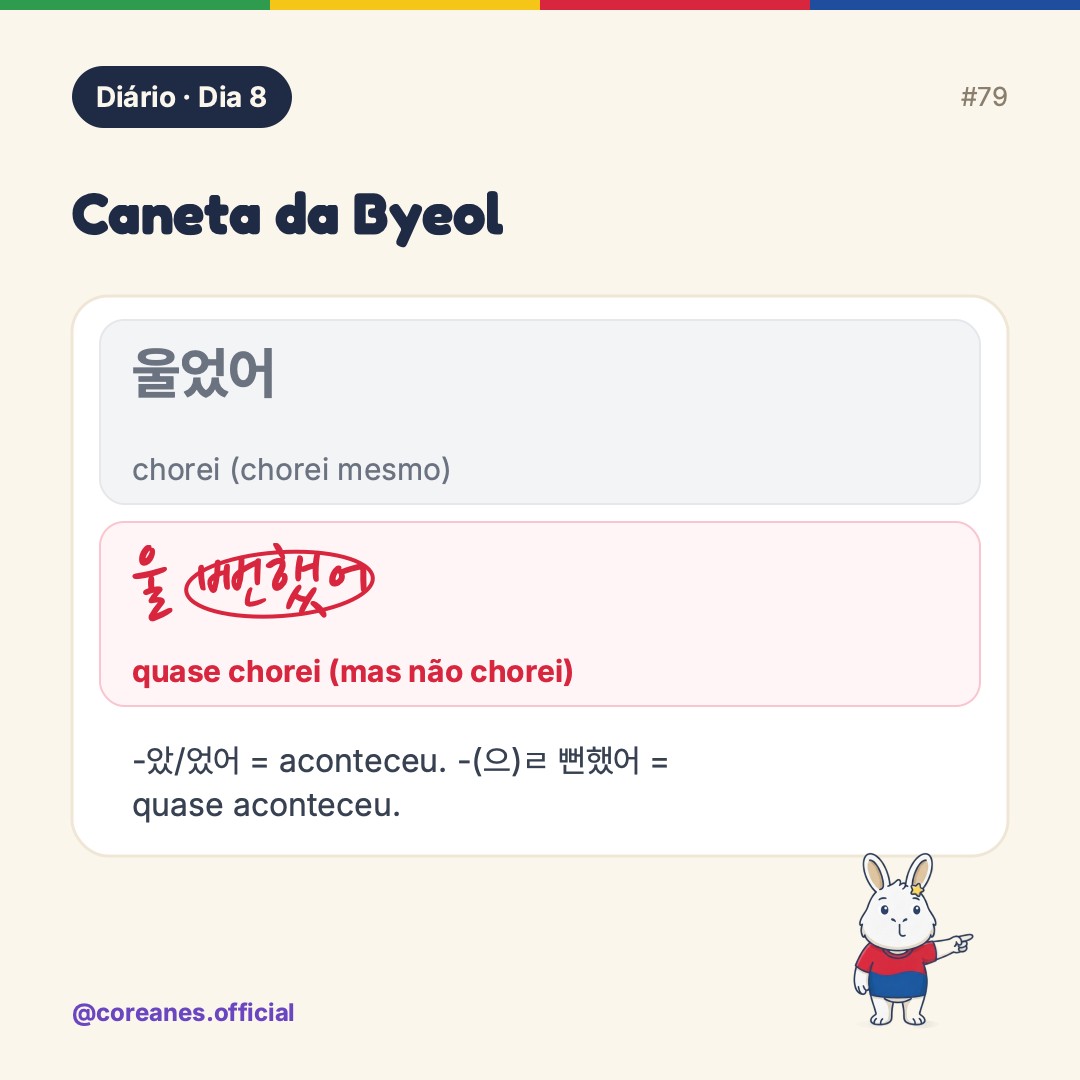 Diário · Dia 8
#79
Caneta da Byeol
울었어
chorei (chorei mesmo)
울 뻔했어
quase chorei (mas não chorei)
-았/었어 = aconteceu. -(으)ㄹ 뻔했어 =
quase aconteceu.
@coreanes.official